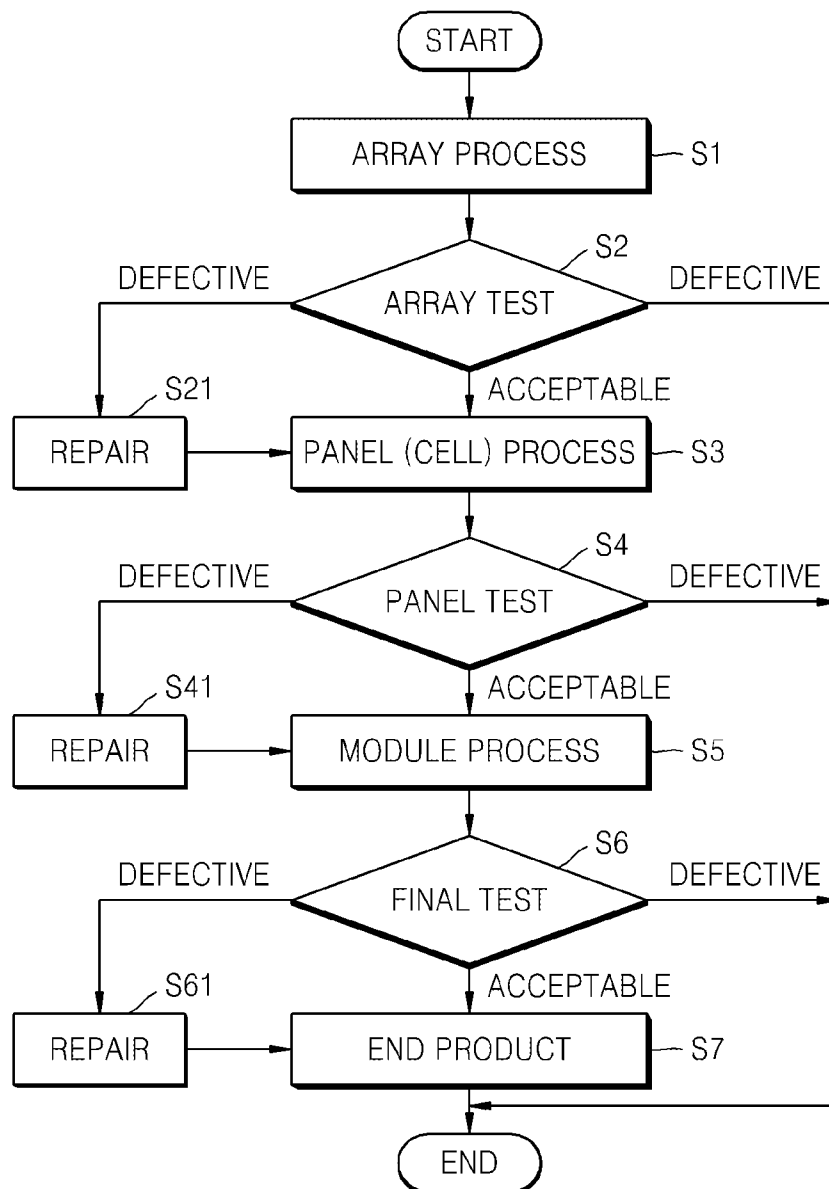 START
ARRAY PROCESS
S1
S2
DEFECTIVE
ARRAY TEST
DEFECTIVE
S21
ACCEPTABLE
REPAIR
PANEL (CELL) PROCESS
S3
S4
DEFECTIVE
PANEL TEST
DEFECTIVE
S41
ACCEPTABLE
REPAIR
MODULE PROCESS
S5
S6
DEFECTIVE
FINAL TEST
DEFECTIVE
S61
ACCEPTABLE
REPAIR
END PRODUCT
S7
END